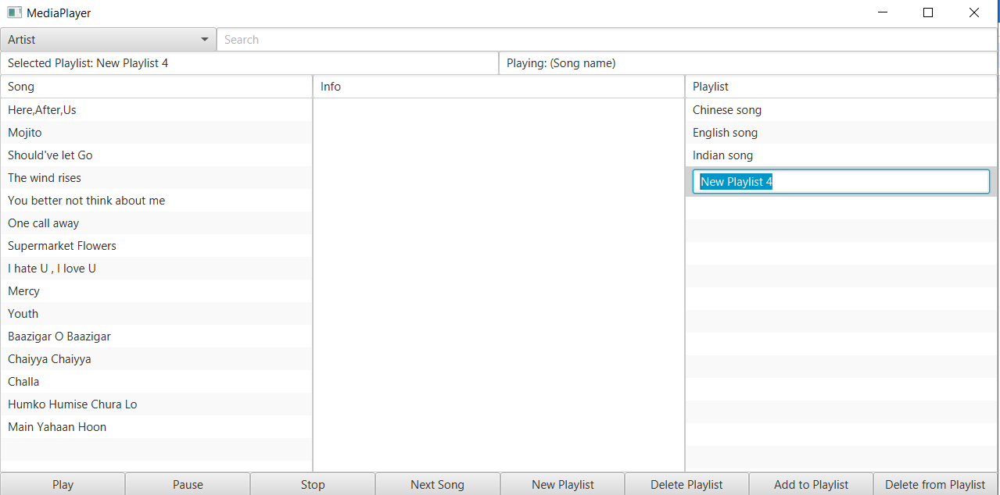 MediaPlayer
Artist
Search
Selected Playlist: New Playlist 4
Playing: (Song name)
Song
Info
Playlist
Here,After,Us
Mojito
Should've let Go
The wind rises
You better not think about me
One call away
Supermarket Flowers
I hate U , I love U
Mercy
Youth
Baazigar O Baazigar
Chaiyya Chaiyya
Challa
Humko Humise Chura Lo
Main Yahaan Hoon
Chinese song
English song
Indian song
New Playlist 4
Play
Pause
Stop
Next Song
New Playlist
Delete Playlist
Add to Playlist
Delete from Playlist